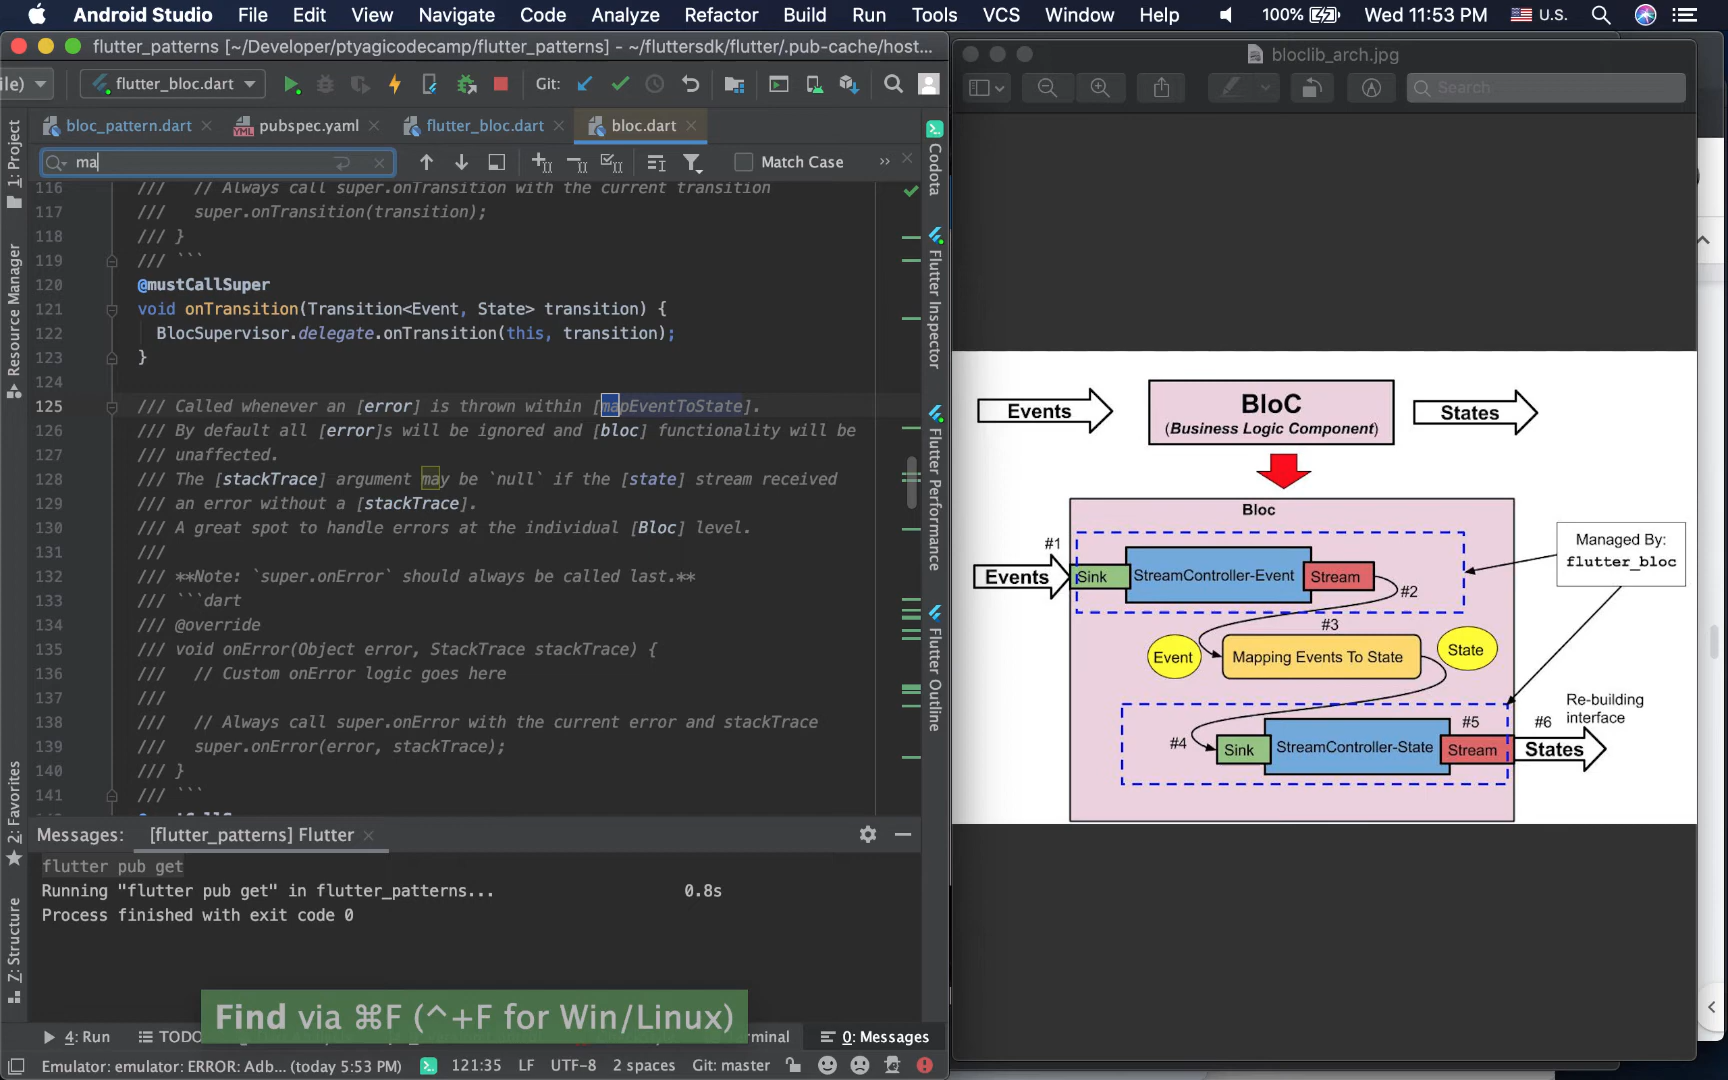 Android Studio File Edit View Navigate Code Analyze Refactor Build Run Tools VCS Window Help 100% Wed 11:53 PM U.S.
flutter_patterns [~/Developer/ptyagicodecamp/flutter_patterns] - ~/fluttersdk/flutter/.pub-cache/host...
ile) flutter_bloc.dart Git:
bloc_pattern.dart pubspec.yaml flutter_bloc.dart bloc.dart
ma Match Case
116 /// // Always call super.onTransition with the current transition
117 /// super.onTransition(transition);
118 /// }
119 /// ```
120 @mustCallSuper
121 void onTransition(Transition<Event, State> transition) {
122 BlocSupervisor.delegate.onTransition(this, transition);
123 }
124
125 /// Called whenever an [error] is thrown within [mapEventToState].
126 /// By default all [error]s will be ignored and [bloc] functionality will be
127 /// unaffected.
128 /// The [stackTrace] argument may be `null` if the [state] stream received
129 /// an error without a [stackTrace].
130 /// A great spot to handle errors at the individual [Bloc] level.
131 ///
132 /// **Note: `super.onError` should always be called last.**
133 /// ```dart
134 /// @override
135 /// void onError(Object error, StackTrace stackTrace) {
136 /// // Custom onError logic goes here
137 ///
138 /// // Always call super.onError with the current error and stackTrace
139 /// super.onError(error, stackTrace);
140 /// }
141 /// ```
1: Project
Resource Manager
2: Favorites
Z: Structure
Codota
Flutter Inspector
Flutter Performance
Flutter Outline
Messages: [flutter_patterns] Flutter
flutter pub get
Running "flutter pub get" in flutter_patterns... 0.8s
Process finished with exit code 0
Find via ⌘F (^+F for Win/Linux)
4: Run TODO minal 0: Messages
Emulator: emulator: ERROR: Adb... (today 5:53 PM) 121:35 LF UTF-8 2 spaces Git: master
bloclib_arch.jpg
Search
Events
BloC
(Business Logic Component)
States
Bloc
#1
Events
Sink
StreamController-Event
Stream
#2
Managed By:
flutter_bloc
#3
Event
Mapping Events To State
State
#4
Sink
StreamController-State
#5
Stream
#6
States
Re-building
interface